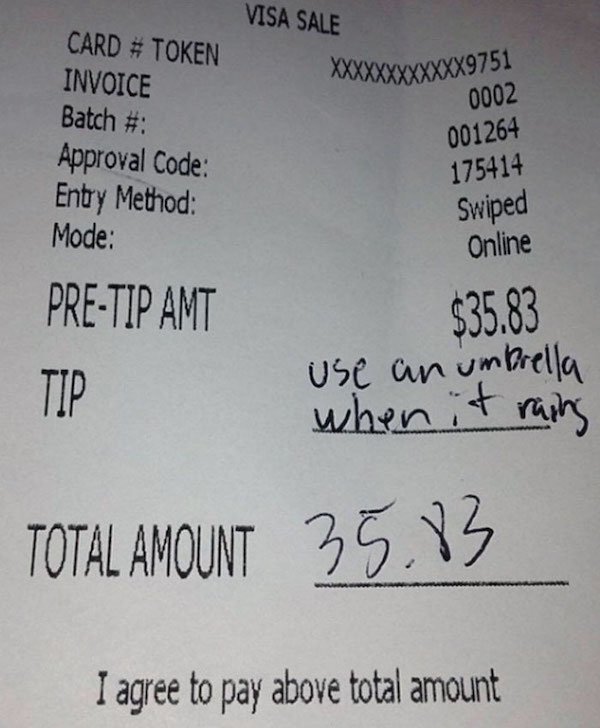 VISA SALE
CARD # TOKEN XXXXXXXXXXXX9751
INVOICE 0002
Batch #: 001264
Approval Code: 175414
Entry Method: Swiped
Mode: Online
PRE-TIP AMT $35.83
TIP use an umbrella
when it rains
TOTAL AMOUNT 35.83
I agree to pay above total amount